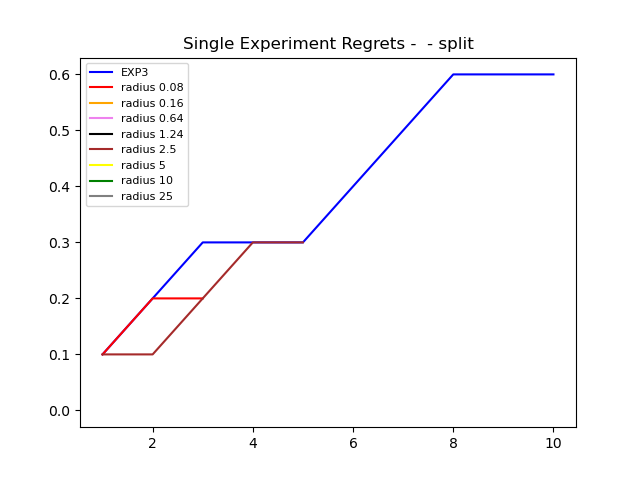 Single Experiment Regrets -  - split
EXP3
radius 0.08
radius 0.16
radius 0.64
radius 1.24
radius 2.5
radius 5
radius 10
radius 25
0.6
0.5
0.4
0.3
0.2
0.1
0.0
2 4 6 8 10